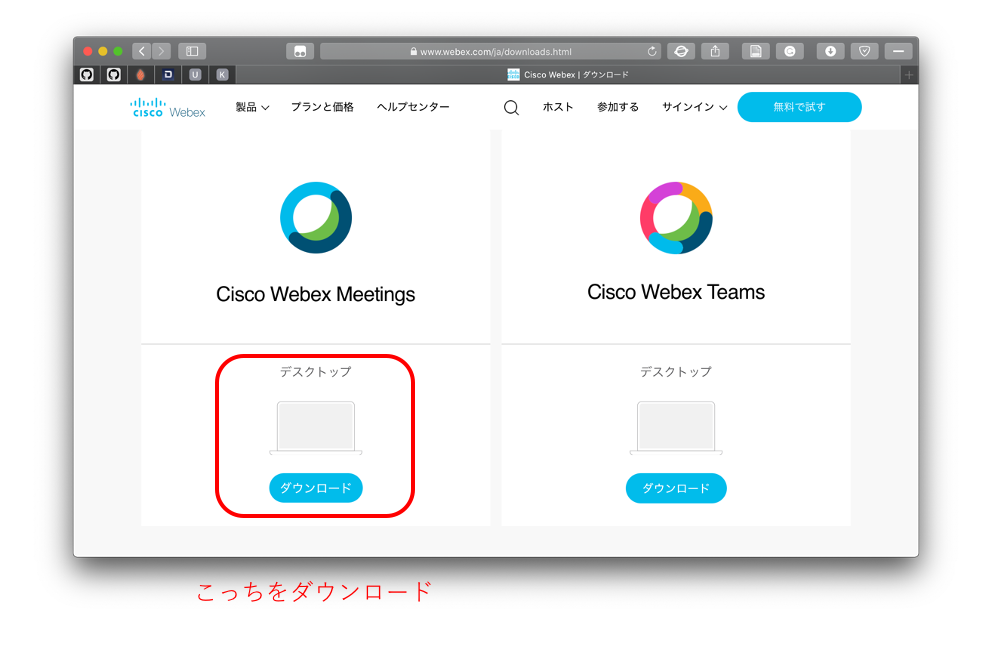 www.webex.com/ja/downloads.html
U K
Cisco Webex | ダウンロード
cisco Webex
製品 プランと価格 ヘルプセンター ホスト 参加する サインイン 無料で試す
Cisco Webex Meetings
Cisco Webex Teams
デスクトップ
デスクトップ
ダウンロード
ダウンロード
こっちをダウンロード